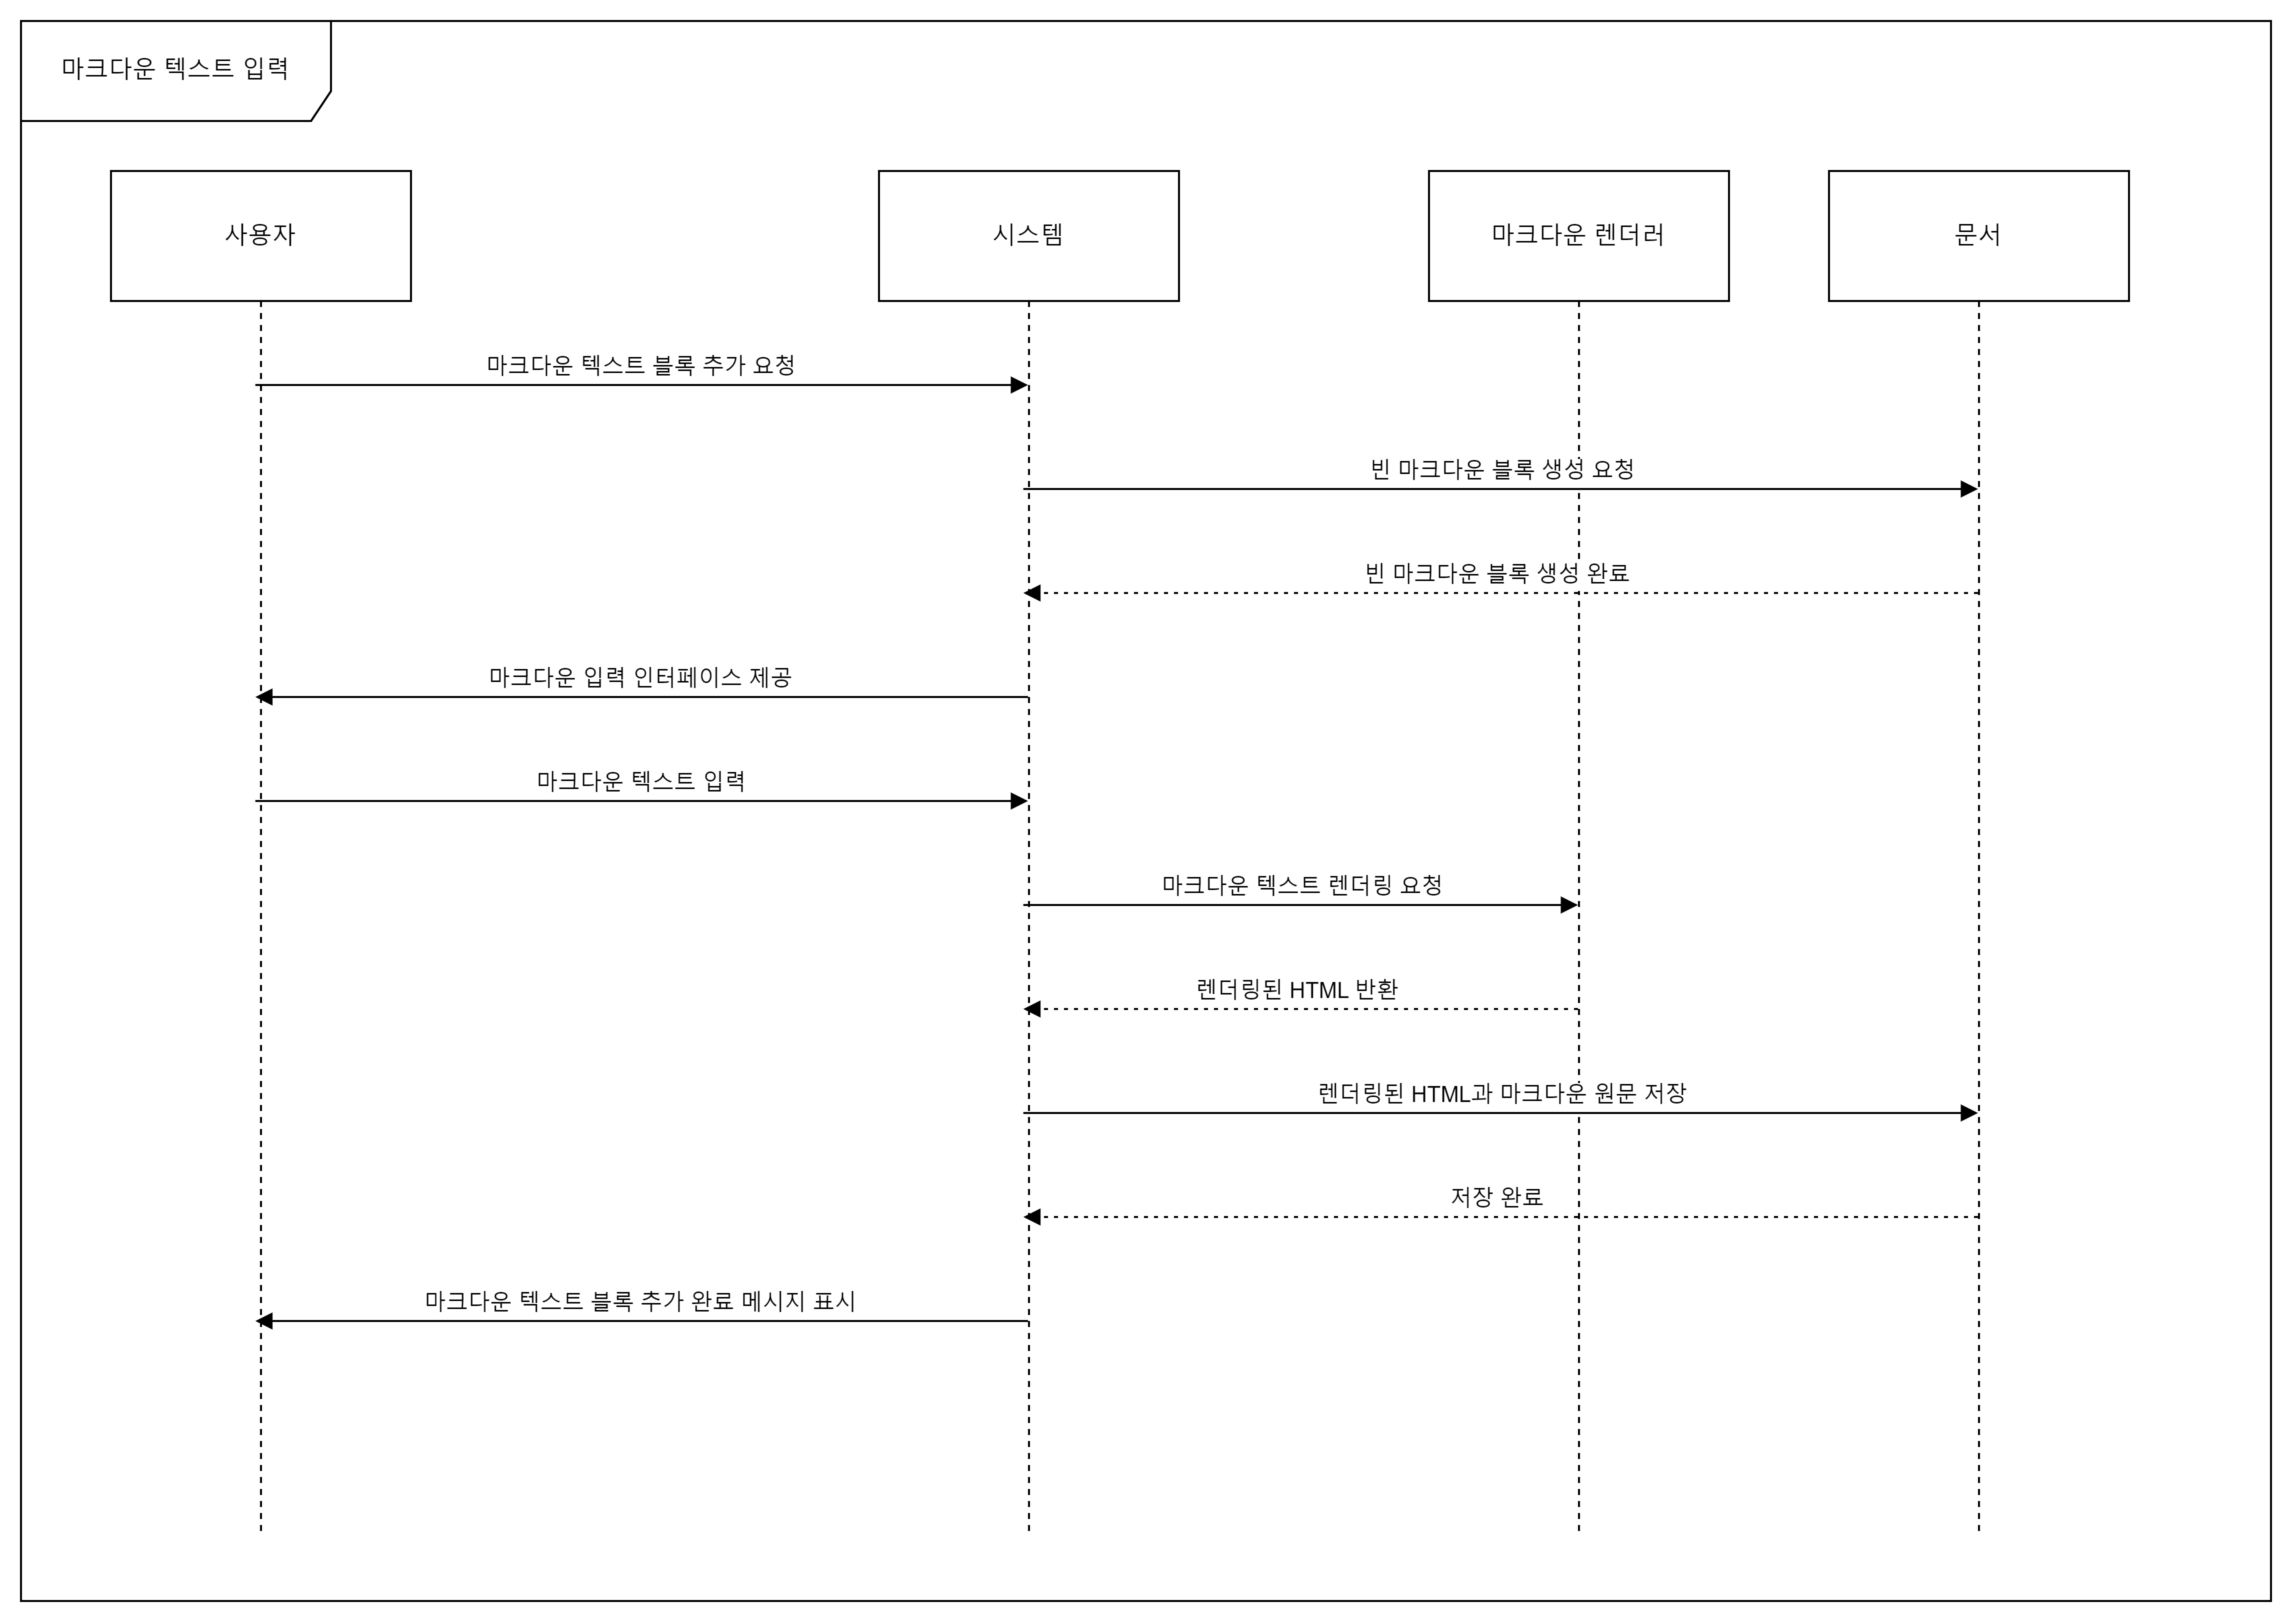 마크다운 텍스트 입력
사용자
시스템
마크다운 렌더러
문서
마크다운 텍스트 블록 추가 요청
빈 마크다운 블록 생성 요청
빈 마크다운 블록 생성 완료
마크다운 입력 인터페이스 제공
마크다운 텍스트 입력
마크다운 텍스트 렌더링 요청
렌더링된 HTML 반환
렌더링된 HTML과 마크다운 원문 저장
저장 완료
마크다운 텍스트 블록 추가 완료 메시지 표시